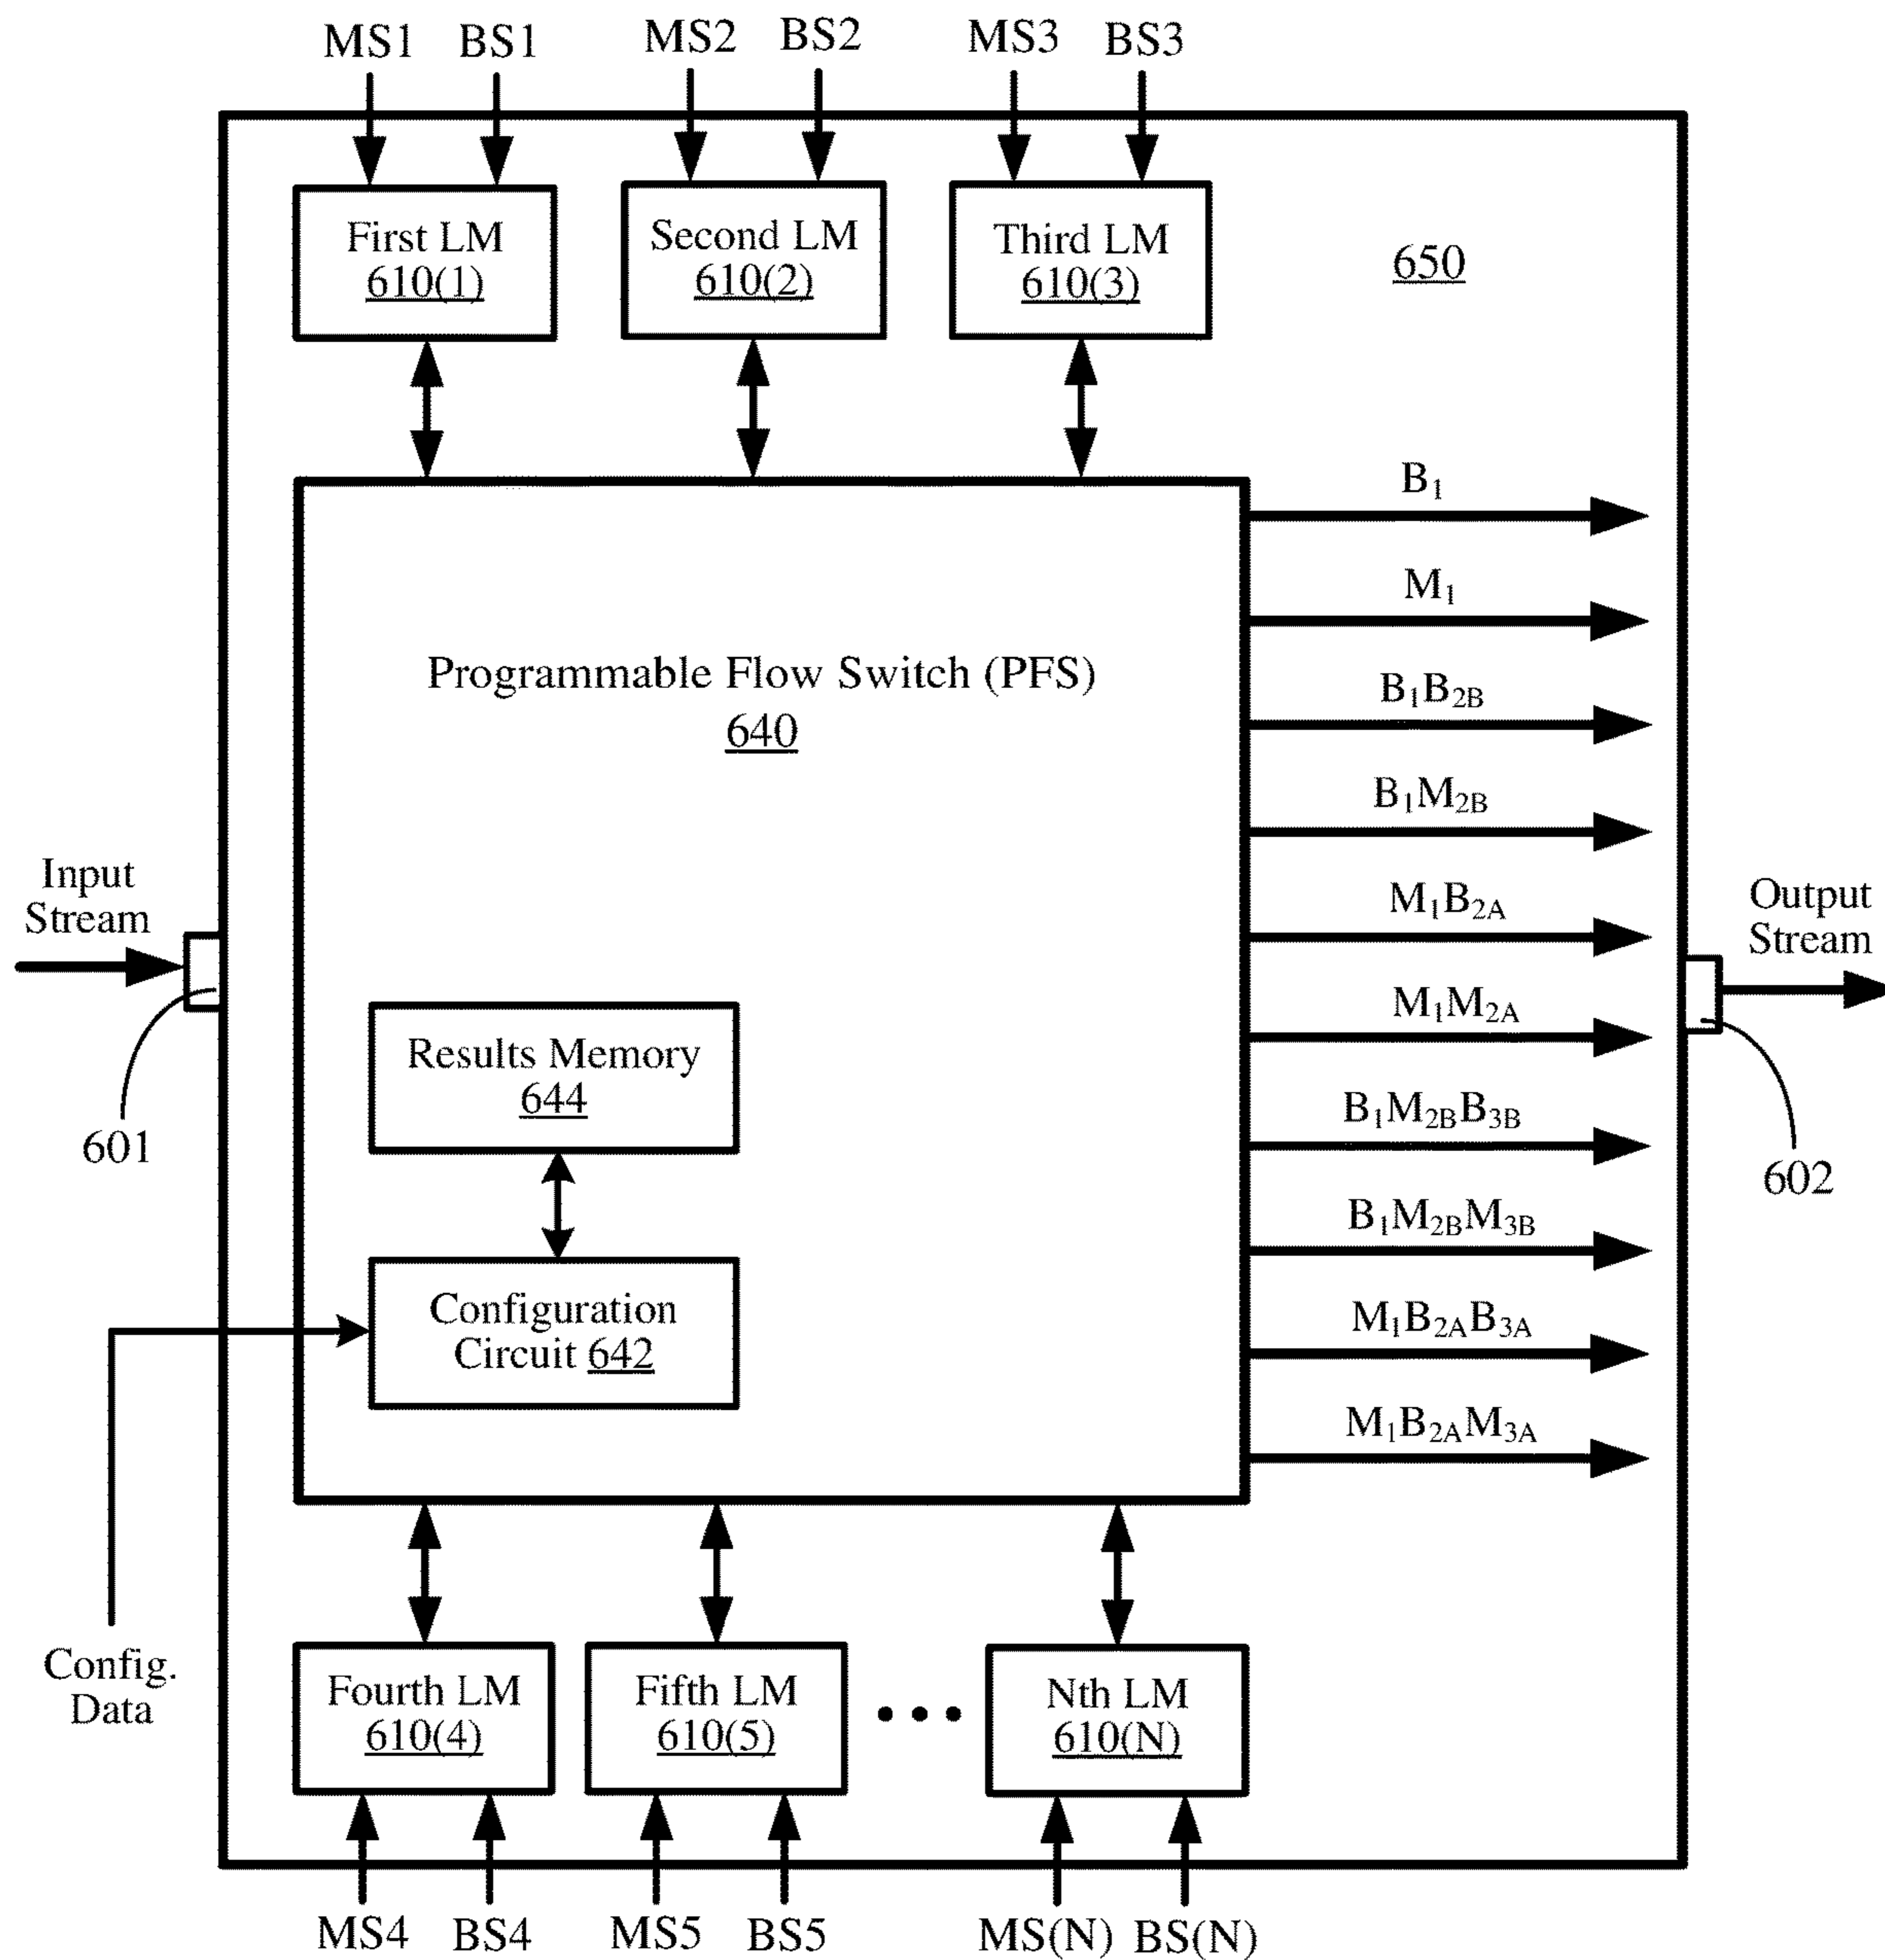 MS1 BS1 MS2 BS2 MS3 BS3
First LM
610(1)
Second LM
610(2)
Third LM
610(3)
650
B₁
M₁
Programmable Flow Switch (PFS)
640
B₁B₂B
B₁M₂B
Input
Stream
M₁B₂A
Output
Stream
M₁M₂A
Results Memory
644
601
B₁M₂BB₃B
602
B₁M₂BM₃B
Configuration
Circuit 642
M₁B₂AB₃A
M₁B₂AM₃A
Config.
Data
Fourth LM
610(4)
Fifth LM
610(5)
•••
Nth LM
610(N)
MS4 BS4 MS5 BS5 MS(N) BS(N)